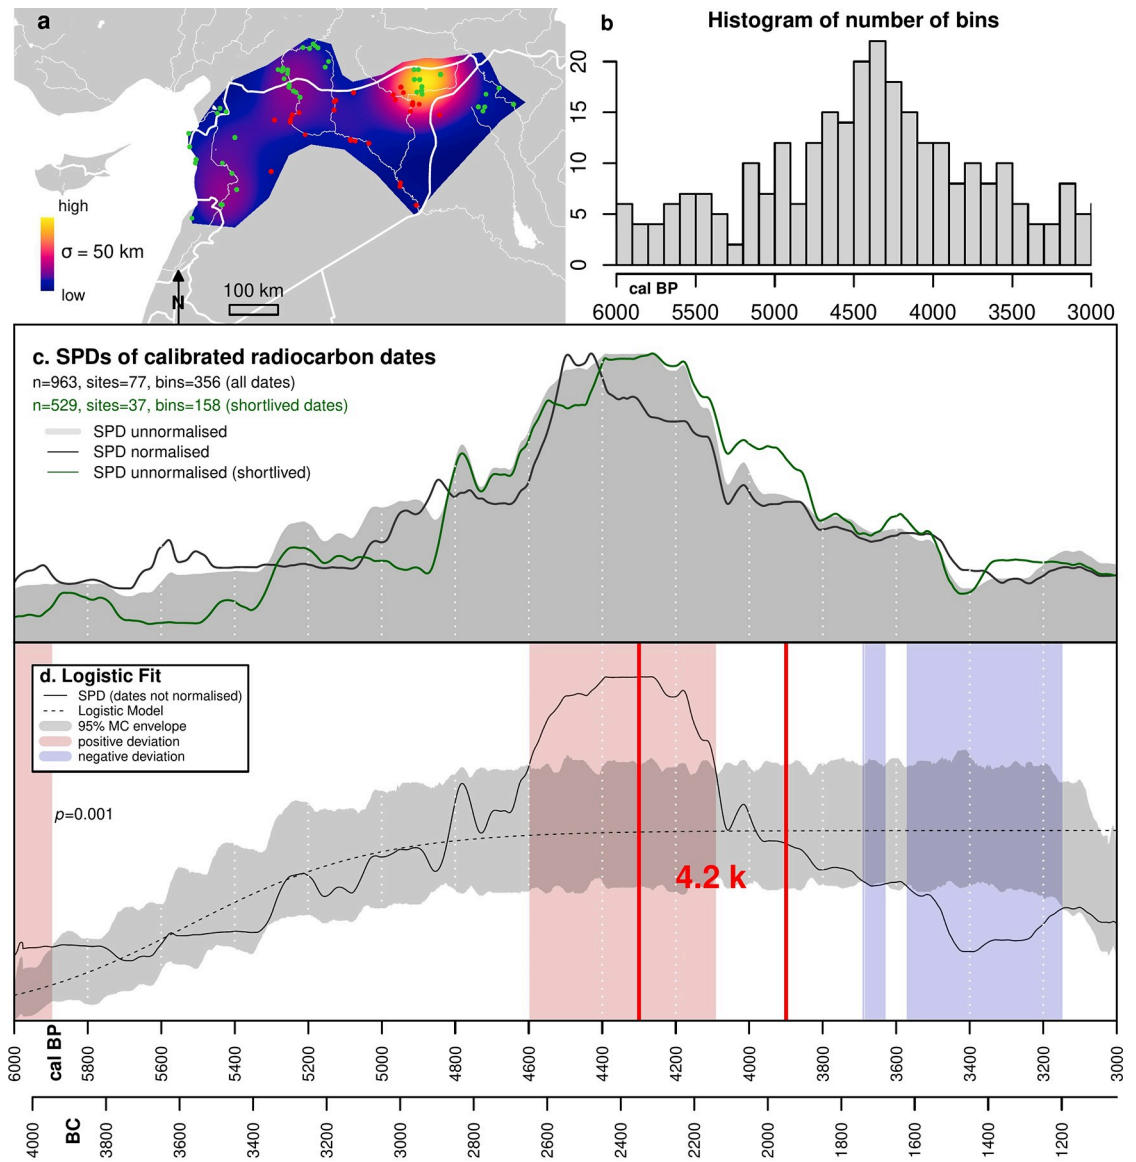 a
high
σ = 50 km
low
N
100 km
b
Histogram of number of bins
20
15
10
5
0
cal BP
6000 5500 5000 4500 4000 3500 3000
c. SPDs of calibrated radiocarbon dates
n=963, sites=77, bins=356 (all dates)
n=529, sites=37, bins=158 (shortlived dates)
SPD unnormalised
SPD normalised
SPD unnormalised (shortlived)
d. Logistic Fit
SPD (dates not normalised)
Logistic Model
95% MC envelope
positive deviation
negative deviation
p=0.001
4.2 k
6000 cal BP 5800 5600 5400 5200 5000 4800 4600 4400 4200 4000 3800 3600 3400 3200 3000
4000 BC 3800 3600 3400 3200 3000 2800 2600 2400 2200 2000 1800 1600 1400 1200